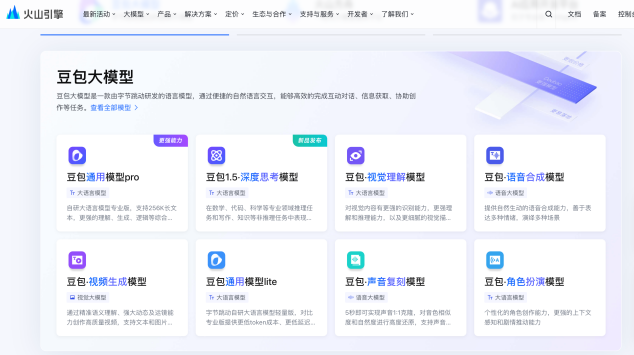 火山引擎
最新活动 大模型 产品 解决方案 定价 生态与合作 支持与服务 开发者 了解我们
文档 备案 控制
豆包大模型
豆包大模型是一款由字节跳动研发的语言模型，通过便捷的自然语言交互，能够高效的完成互动对话、信息获取、协助创
作等任务。查看全部模型 >
更强能力
豆包通用模型pro
大语言模型
自研大语言模型专业版，支持256K长文
本、更强的理解、生成、逻辑等综合...
新品发布
豆包1.5·深度思考模型
大语言模型
在数学、代码、科学等专业领域推理任
务和写作、知识等非推理任务中表现...
豆包·视觉理解模型
大语言模型
对视觉内容有更强的识别能力、更强理
解和推理能力，以及更细腻的视觉描...
豆包·语音合成模型
语音大模型
提供自然生动的语音合成能力，善于表
达多种情绪，演绎多种场景
豆包·视频生成模型
视觉大模型
通过精准语义理解、强大动态及运镜能
力创作高质量视频，支持文本和图片...
豆包通用模型lite
大语言模型
字节跳动自研大语言模型轻量版，对比
专业版提供更低token成本、更低延迟...
豆包·声音复刻模型
语音大模型
5秒即可实现声音1:1克隆，对音色相似
度和自然度进行高度还原，支持声音...
豆包·角色扮演模型
大语言模型
个性化的角色创作能力，更强的上下文
感知和剧情推动能力